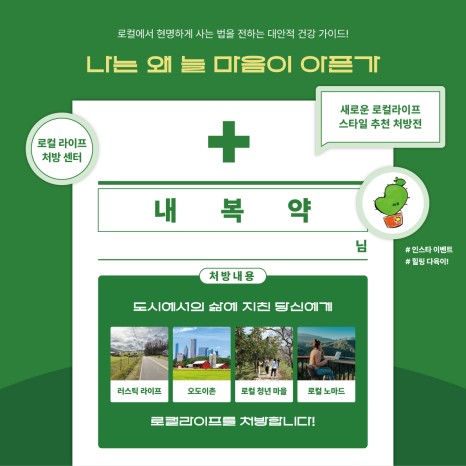 로컬에서 현명하게 사는 법을 전하는 대안적 건강 가이드!
나는 왜 늘 마음이 아픈가
로컬 라이프
처방 센터
새로운 로컬라이프
스타일 추천 처방전
내 복 약
님
# 인스타 이벤트
# 힐링 다육이!
처방내용
도시에서의 삶에 지친 당신에게
러스틱 라이프
오도이촌
로컬 청년 마을
로컬 노마드
로컬라이프를 처방합니다!